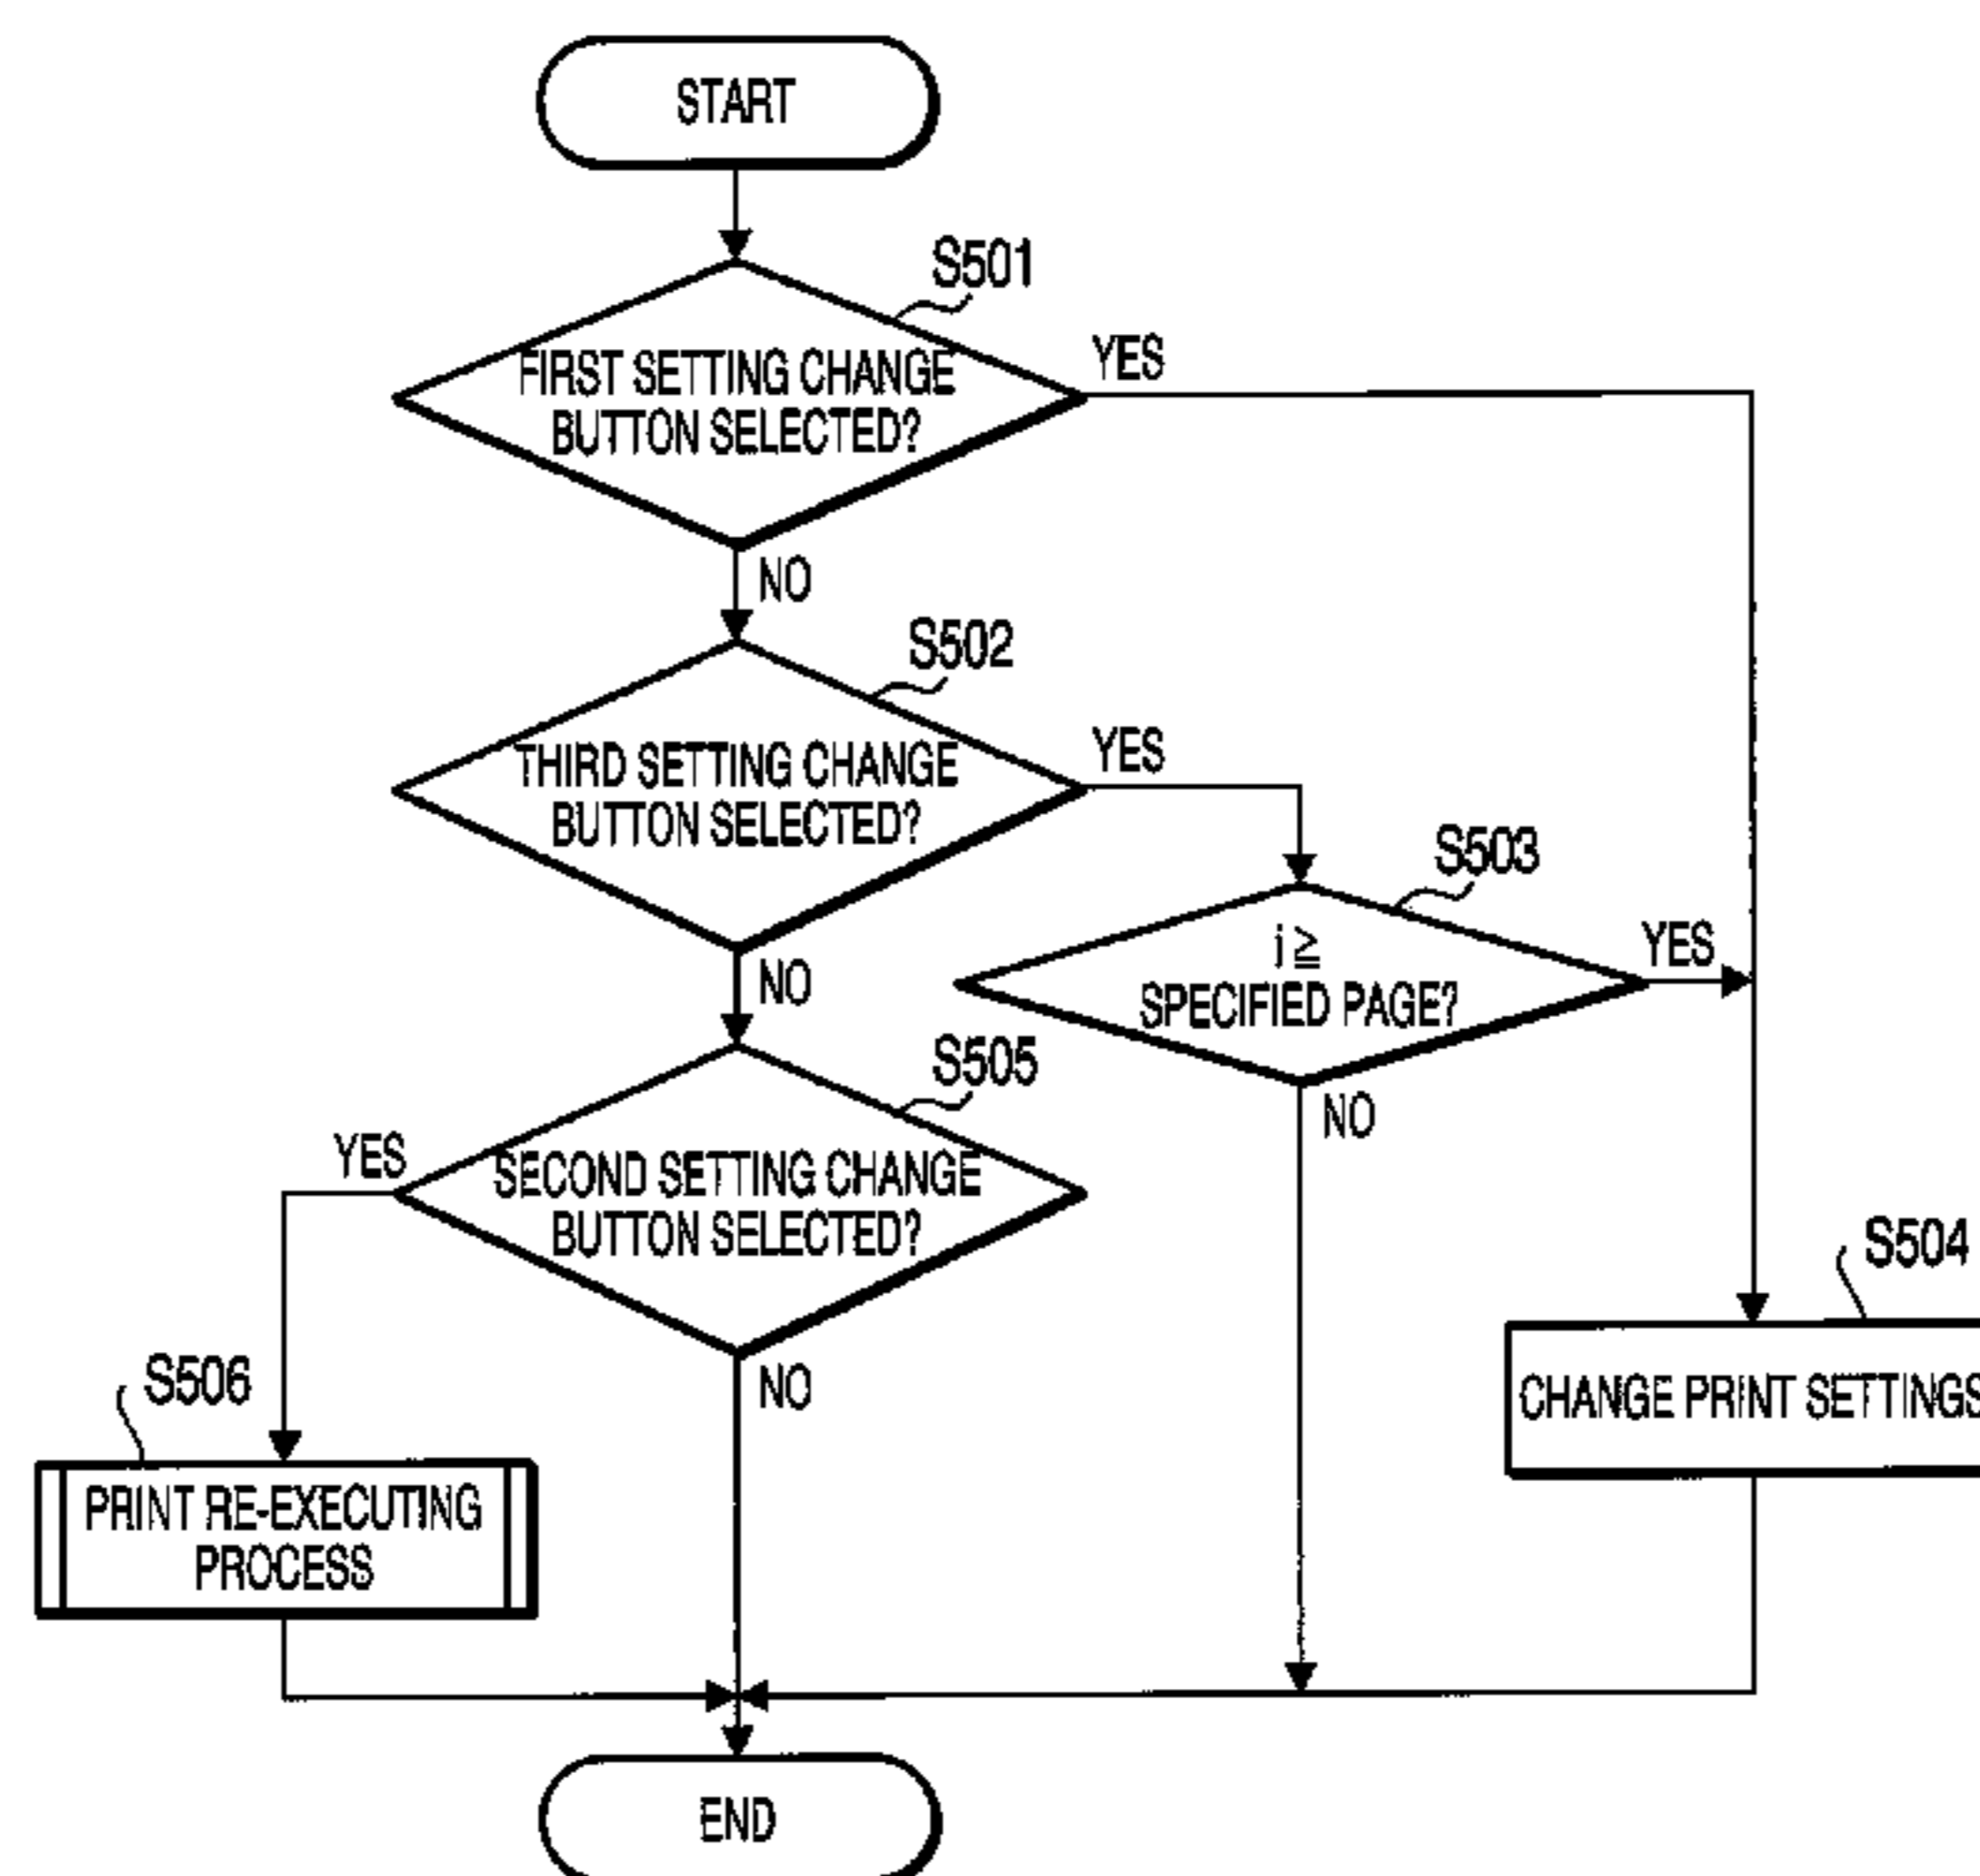 START
S501
FIRST SETTING CHANGE
BUTTON SELECTED?
YES
NO
S502
THIRD SETTING CHANGE
BUTTON SELECTED?
YES
NO
S503
j ≧
SPECIFIED PAGE?
YES
NO
S505
SECOND SETTING CHANGE
BUTTON SELECTED?
YES
NO
S504
CHANGE PRINT SETTINGS
S506
PRINT RE-EXECUTING
PROCESS
END